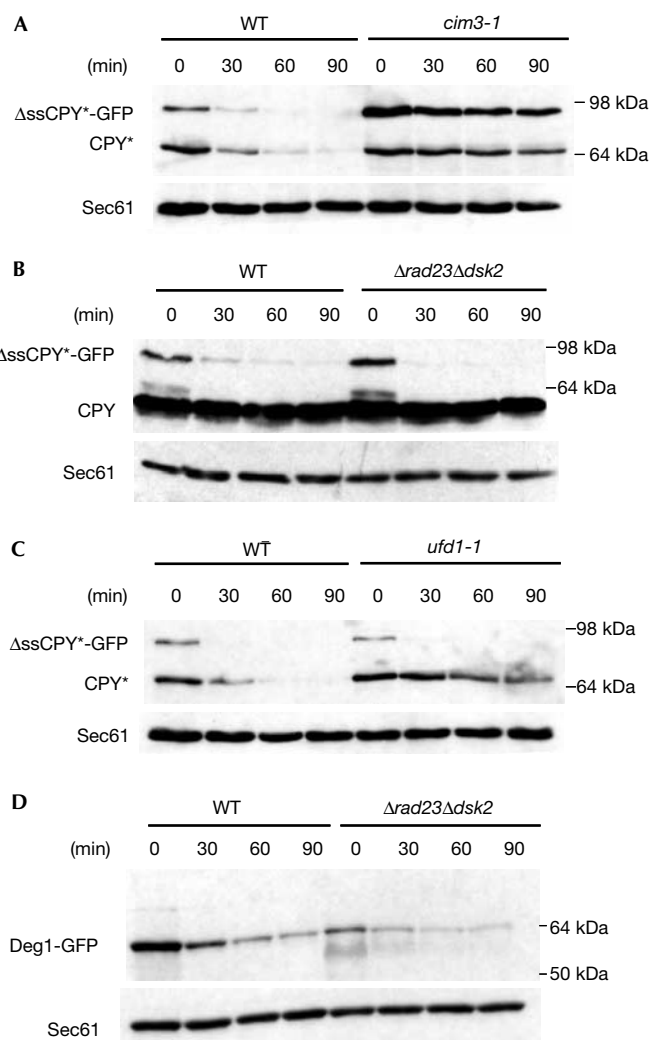 A
WT cim3-1
(min) 0 30 60 90 0 30 60 90
ΔssCPY*-GFP 98 kDa
CPY* 64 kDa
Sec61
B
WT Δrad23Δdsk2
(min) 0 30 60 90 0 30 60 90
ΔssCPY*-GFP 98 kDa
64 kDa
CPY
Sec61
C
WT ufd1-1
(min) 0 30 60 90 0 30 60 90
ΔssCPY*-GFP 98 kDa
CPY* 64 kDa
Sec61
D
WT Δrad23Δdsk2
(min) 0 30 60 90 0 30 60 90
64 kDa
Deg1-GFP
50 kDa
Sec61